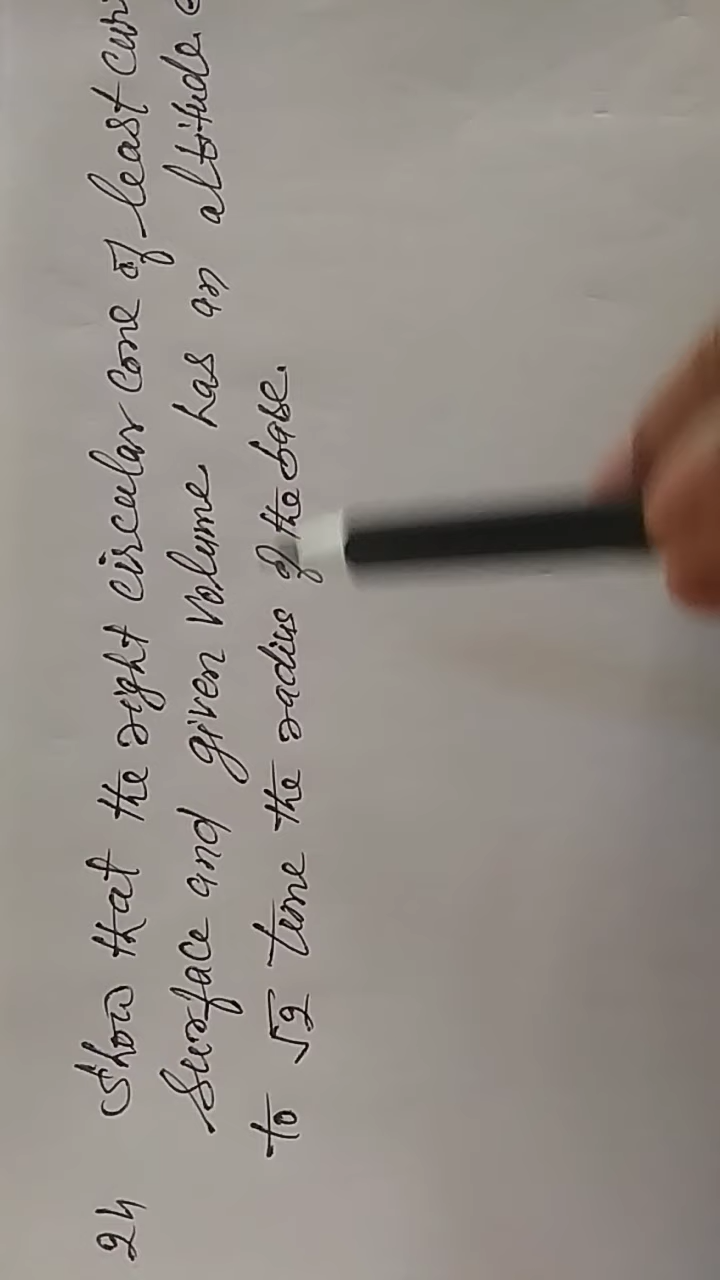 24 Show that the right circular cone of least cur
Surface and given volume has an altitude
to √2 time the radius of the base.